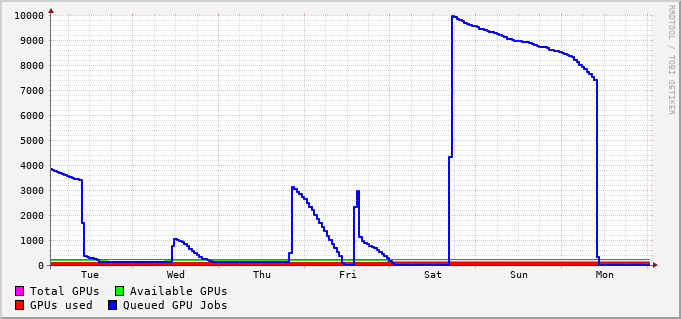 10000
9000
8000
7000
6000
5000
4000
3000
2000
1000
0
Tue Wed Thu Fri Sat Sun Mon
Total GPUs Available GPUs
GPUs used Queued GPU Jobs
RRDTOOL / TOBI OETIKER